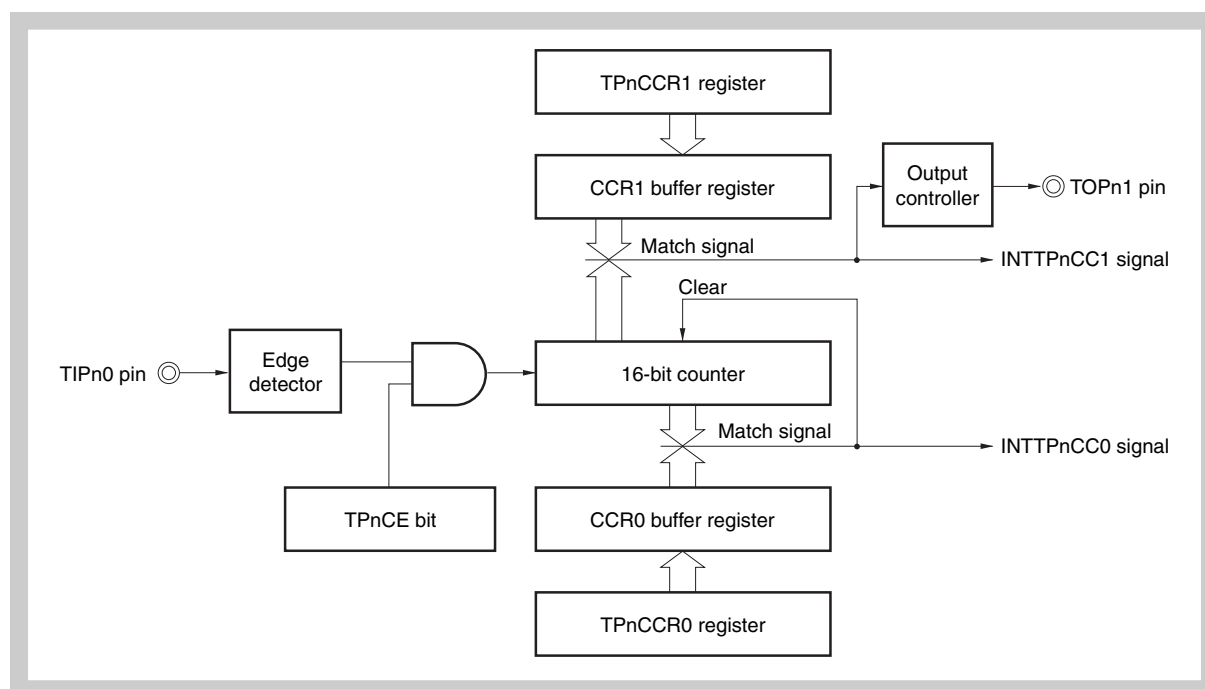 TPnCCR1 register
CCR1 buffer register
Output
controller
TOPn1 pin
Match signal
INTTPnCC1 signal
Clear
TIPn0 pin
Edge
detector
16-bit counter
Match signal
INTTPnCC0 signal
TPnCE bit
CCR0 buffer register
TPnCCR0 register